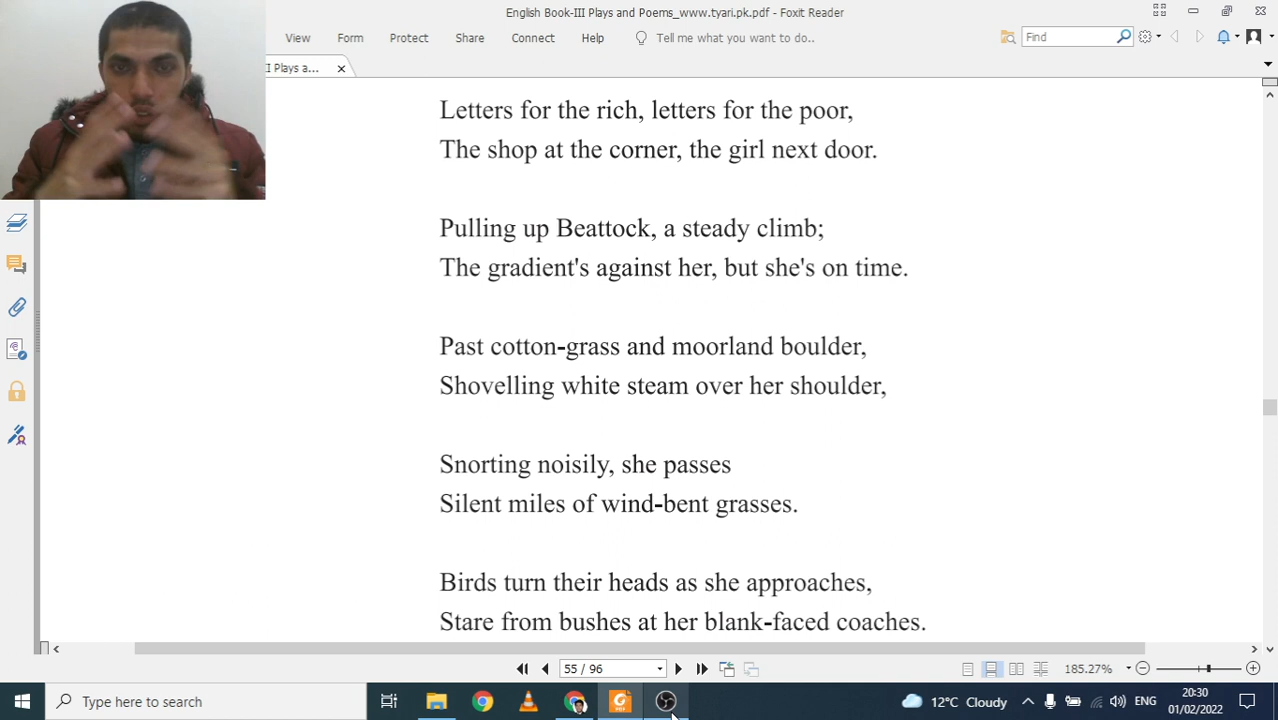 English Book-III Plays and Poems_www.tyari.pk.pdf - Foxit Reader
View Form Protect Share Connect Help Tell me what you want to do.. Find
I Plays a...
Letters for the rich, letters for the poor,
The shop at the corner, the girl next door.
Pulling up Beattock, a steady climb;
The gradient's against her, but she's on time.
Past cotton-grass and moorland boulder,
Shovelling white steam over her shoulder,
Snorting noisily, she passes
Silent miles of wind-bent grasses.
Birds turn their heads as she approaches,
Stare from bushes at her blank-faced coaches.
55 / 96 185.27%
Type here to search 12°C Cloudy ENG 20:30
01/02/2022